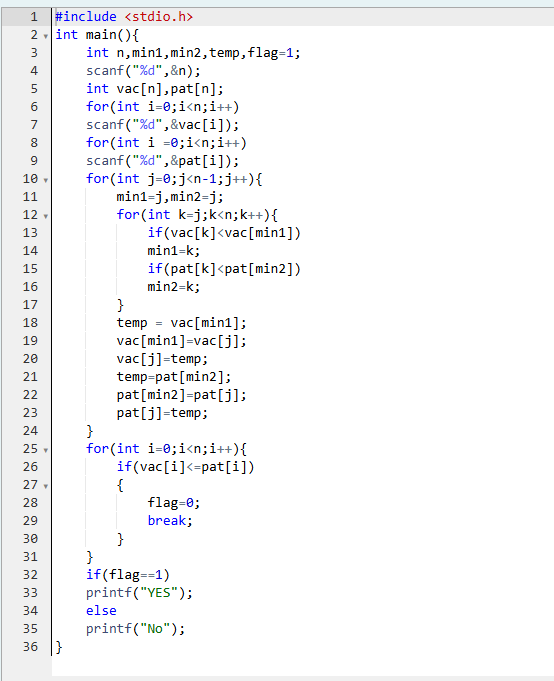 1 #include <stdio.h>
2 int main(){
3     int n,min1,min2,temp,flag=1;
4     scanf("%d",&n);
5     int vac[n],pat[n];
6     for(int i=0;i<n;i++)
7     scanf("%d",&vac[i]);
8     for(int i =0;i<n;i++)
9     scanf("%d",&pat[i]);
10     for(int j=0;j<n-1;j++){
11         min1=j,min2=j;
12         for(int k=j;k<n;k++){
13             if(vac[k]<vac[min1])
14             min1=k;
15             if(pat[k]<pat[min2])
16             min2=k;
17         }
18         temp = vac[min1];
19         vac[min1]=vac[j];
20         vac[j]=temp;
21         temp=pat[min2];
22         pat[min2]=pat[j];
23         pat[j]=temp;
24     }
25     for(int i=0;i<n;i++){
26         if(vac[i]<=pat[i])
27         {
28             flag=0;
29             break;
30         }
31     }
32     if(flag==1)
33     printf("YES");
34     else
35     printf("No");
36 }